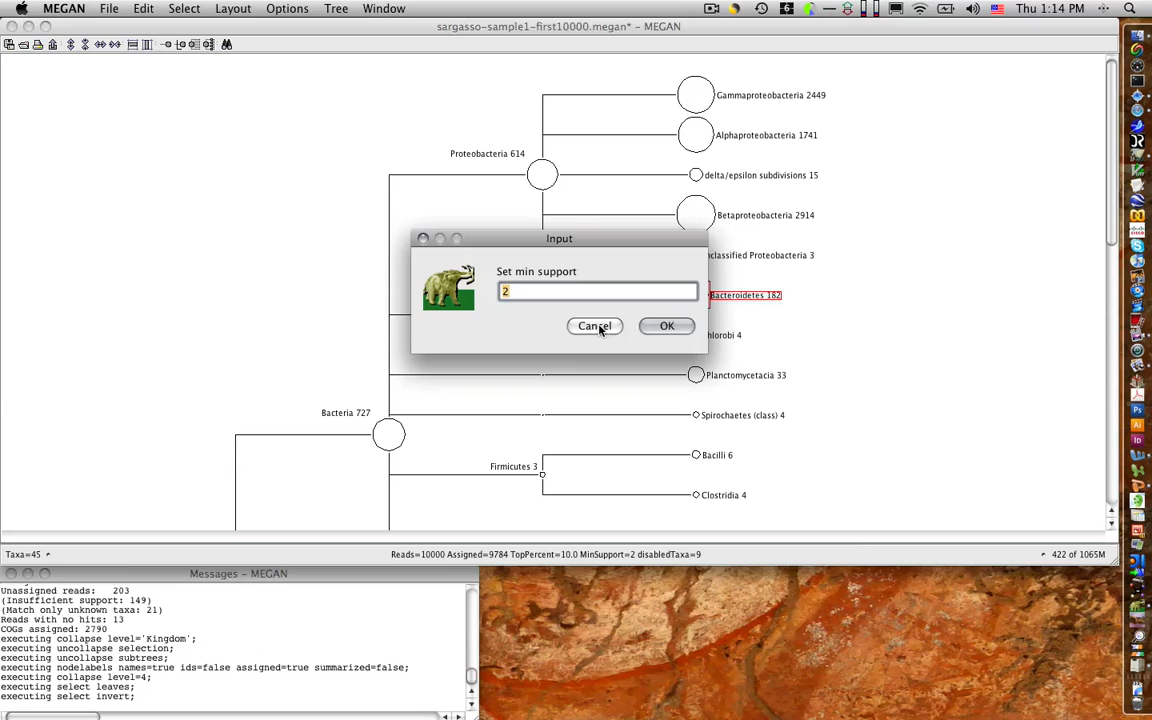 MEGAN File Edit Select Layout Options Tree Window
6
Thu 1:14 PM
sargasso-sample1-first10000.megan* – MEGAN
Gammaproteobacteria 2449
Alphaproteobacteria 1741
Proteobacteria 614
delta/epsilon subdivisions 15
Betaproteobacteria 2914
Input
nclassified Proteobacteria 3
Set min support
2
Bacteroidetes 182
Cancel OK
hlorobi 4
Planctomycetacia 33
Bacteria 727
Spirochaetes (class) 4
Bacilli 6
Firmicutes 3
Clostridia 4
Taxa=45
Reads=10000 Assigned=9784 TopPercent=10.0 MinSupport=2 disabledTaxa=9
422 of 1065M
Messages – MEGAN
Unassigned reads: 203
(Insufficient support: 149)
(Match only unknown taxa: 21)
Reads with no hits: 13
COGs assigned: 2790
executing collapse level='Kingdom';
executing uncollapse selection;
executing uncollapse subtrees;
executing nodelabels names=true ids=false assigned=true summarized=false;
executing collapse level=4;
executing select leaves;
executing select invert;
Ps
Ai
Id